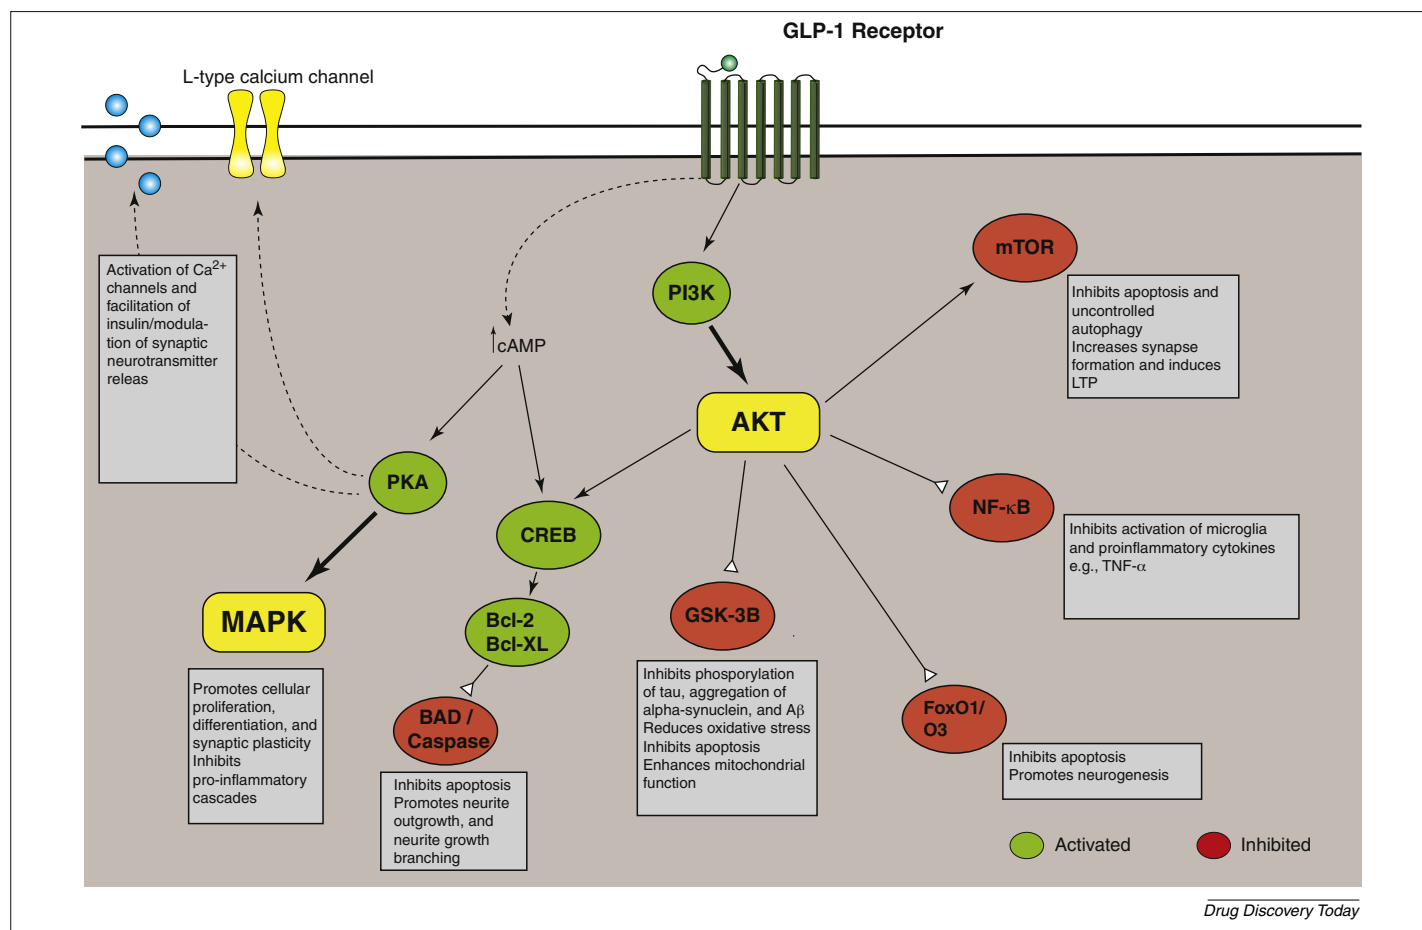 GLP-1 Receptor
L-type calcium channel
Activation of Ca2+
channels and
facilitation of
insulin/modula-
tion of synaptic
neurotransmitter
releas
PI3K
mTOR
Inhibits apoptosis and
uncontrolled
autophagy
Increases synapse
formation and induces
LTP
↑cAMP
AKT
PKA
CREB
NF-κB
Inhibits activation of microglia
and proinflammatory cytokines
e.g., TNF-α
MAPK
Promotes cellular
proliferation,
differentiation, and
synaptic plasticity
Inhibits
pro-inflammatory
cascades
Bcl-2
Bcl-XL
BAD /
Caspase
Inhibits apoptosis
Promotes neurite
outgrowth, and
neurite growth
branching
GSK-3B
Inhibits phosporylation
of tau, aggregation of
alpha-synuclein, and Aβ
Reduces oxidative stress
Inhibits apoptosis
Enhances mitochondrial
function
FoxO1/
O3
Inhibits apoptosis
Promotes neurogenesis
Activated
Inhibited
Drug Discovery Today